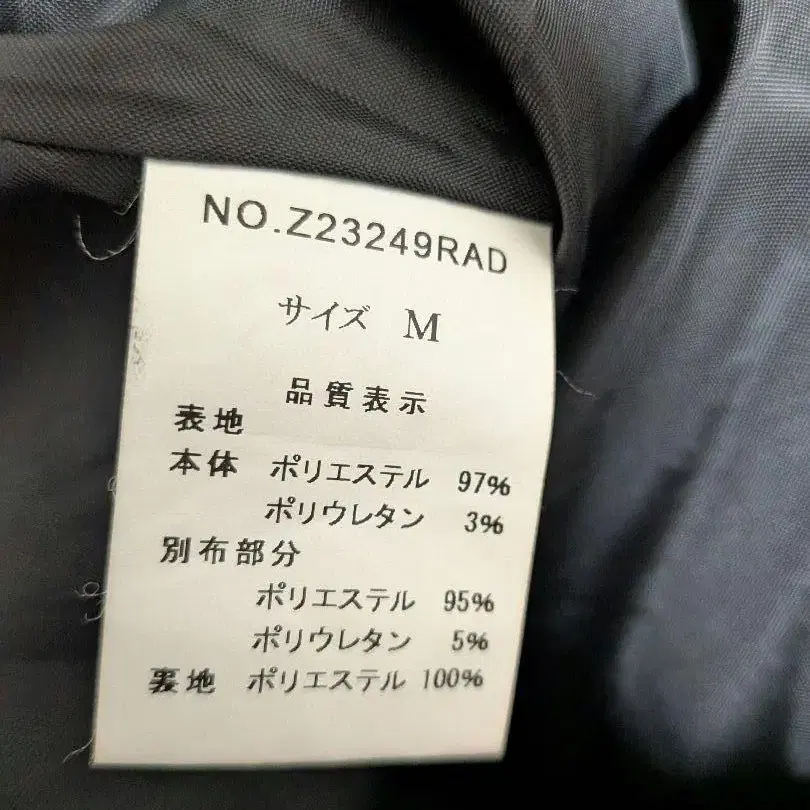 NO.Z23249RAD
サイズ M
品質表示
表地
本体 ポリエステル 97%
ポリウレタン 3%
別布部分
ポリエステル 95%
ポリウレタン 5%
裏地 ポリエステル 100%